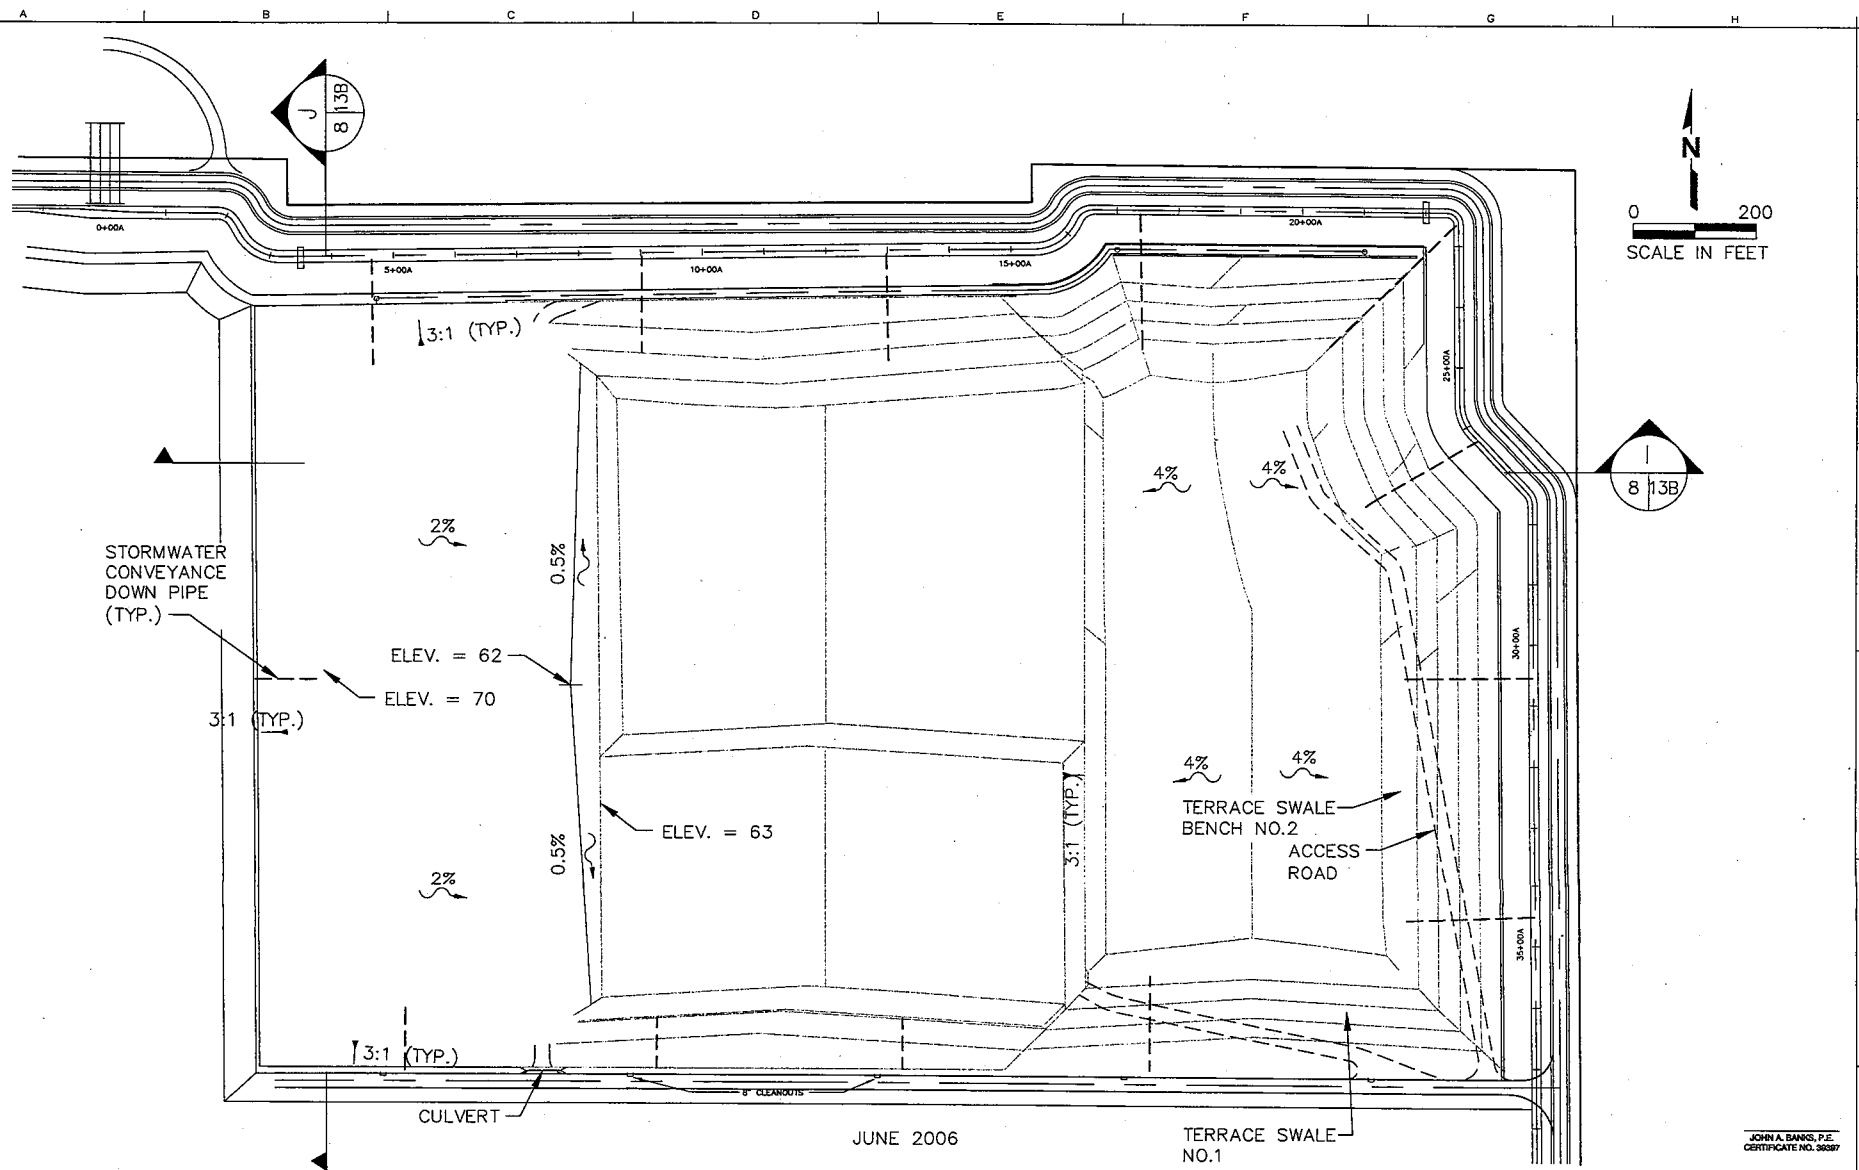 A B C D E F G H
J
8 13B
N
0 200
SCALE IN FEET
0+00A
5+00A
10+00A
15+00A
20+00A
25+00A
30+00A
35+00A
3:1 (TYP.)
I
8 13B
4%
4%
2%
0.5%
STORMWATER
CONVEYANCE
DOWN PIPE
(TYP.)
ELEV. = 62
ELEV. = 70
3:1 (TYP.)
4%
4%
TERRACE SWALE
BENCH NO.2
3:1 (TYP.)
ELEV. = 63
ACCESS
ROAD
0.5%
2%
3:1 (TYP.)
8" CLEANOUTS
CULVERT
JUNE 2006
TERRACE SWALE
NO.1
JOHN A. BANKS, P.E.
CERTIFICATE NO. 39397